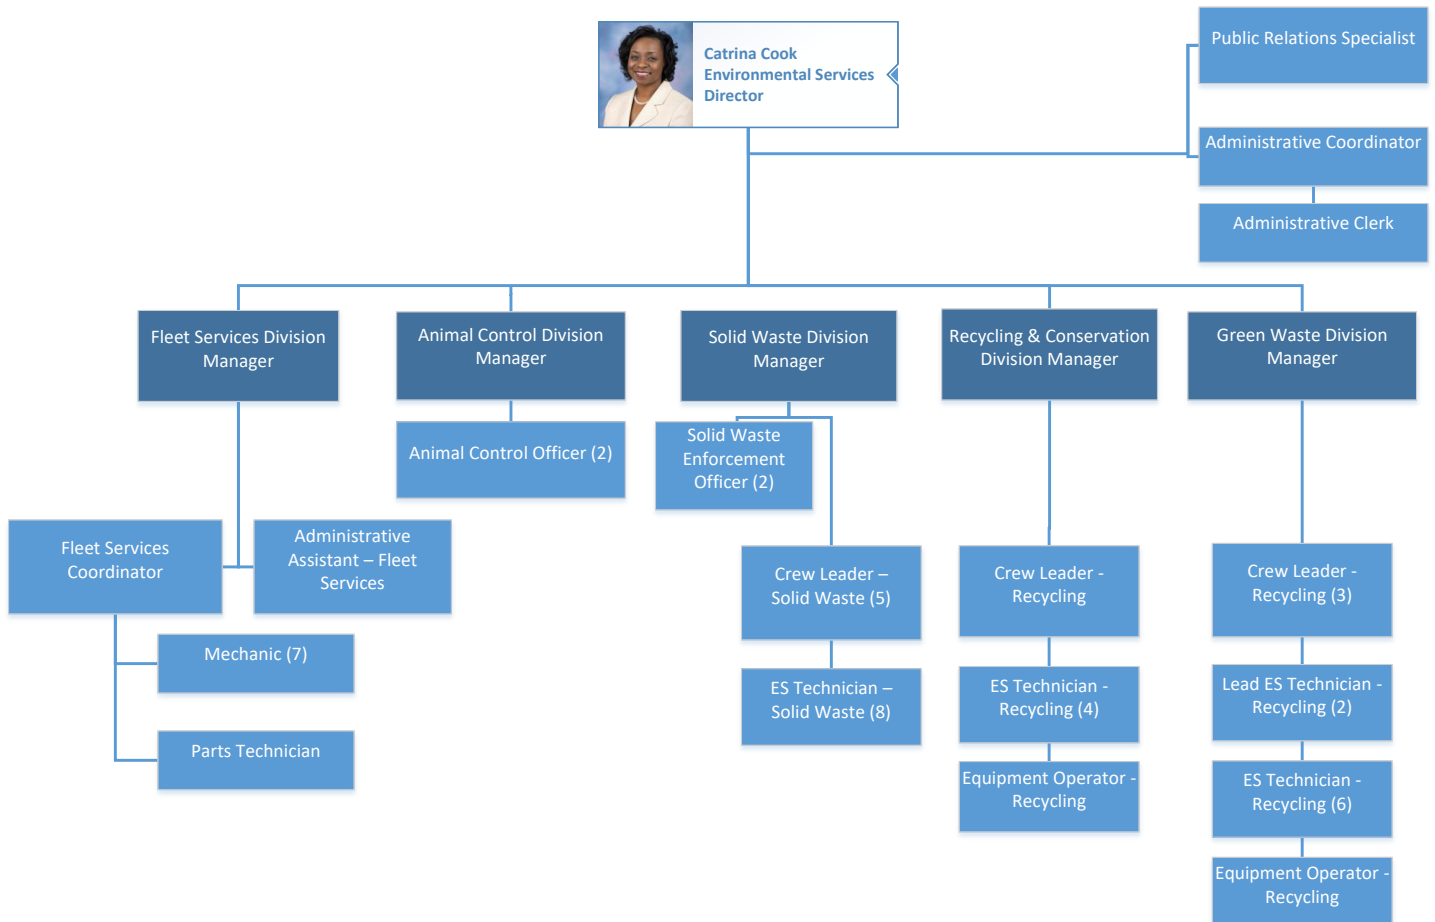 Catrina Cook
Environmental Services
Director
Public Relations Specialist
Administrative Coordinator
Administrative Clerk
Fleet Services Division
Manager
Animal Control Division
Manager
Solid Waste Division
Manager
Recycling & Conservation
Division Manager
Green Waste Division
Manager
Animal Control Officer (2)
Solid Waste
Enforcement
Officer (2)
Fleet Services
Coordinator
Administrative
Assistant – Fleet
Services
Mechanic (7)
Parts Technician
Crew Leader –
Solid Waste (5)
ES Technician –
Solid Waste (8)
Crew Leader -
Recycling
ES Technician -
Recycling (4)
Equipment Operator -
Recycling
Crew Leader -
Recycling (3)
Lead ES Technician -
Recycling (2)
ES Technician -
Recycling (6)
Equipment Operator -
Recycling